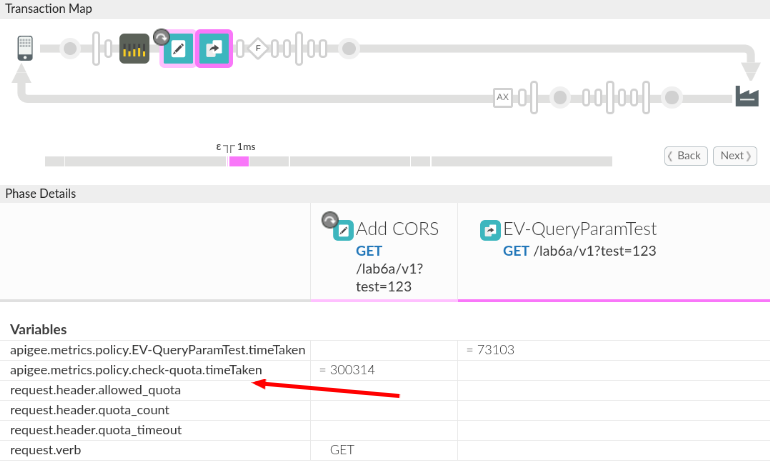 Transaction Map
F
AX
ε 1ms
❮ Back
Next ❯
Phase Details
Add CORS
GET
/lab6a/v1?
test=123
EV-QueryParamTest
GET /lab6a/v1?test=123
Variables
apigee.metrics.policy.EV-QueryParamTest.timeTaken = 73103
apigee.metrics.policy.check-quota.timeTaken = 300314
request.header.allowed_quota
request.header.quota_count
request.header.quota_timeout
request.verb GET